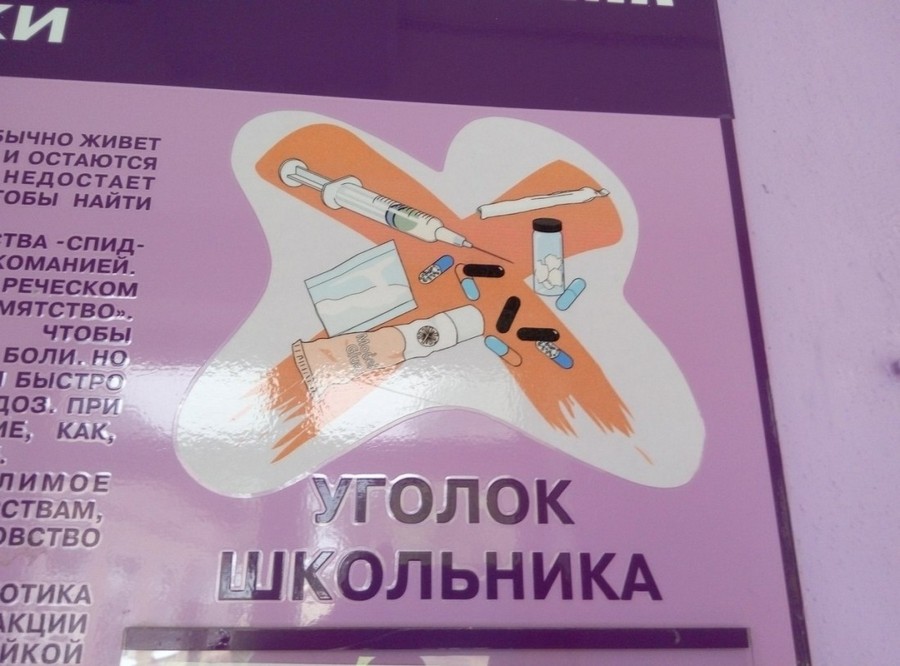 КИ
БЫЧНО ЖИВЕТ
И ОСТАЮТСЯ
НЕДОСТАЕТ
ТОБЫ НАЙТИ
СТВА -СПИД-
КОМАНИЕЙ.
РЕЧЕСКОМ
МЯТСТВО».
ЧТОБЫ
БОЛИ. НО
БЫСТРО
ДОЗ. ПРИ
ИЕ, КАК,
ЛИМОЕ
СТВАМ,
ОВСТВО
ОТИКА
АКЦИИ
ЙКОЙ
УГОЛОК
ШКОЛЬНИКА